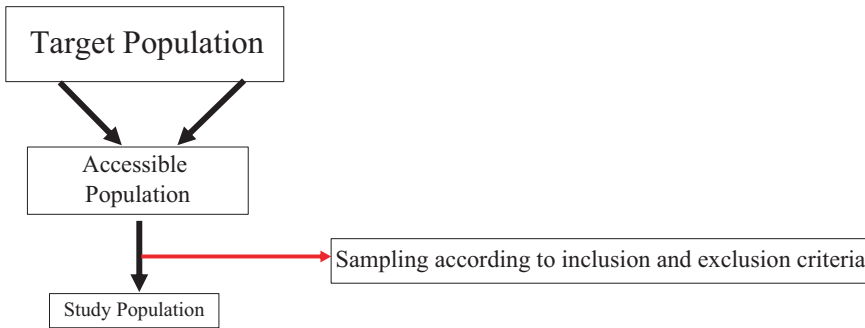 Target Population
Accessible
Population
Sampling according to inclusion and exclusion criteria
Study Population